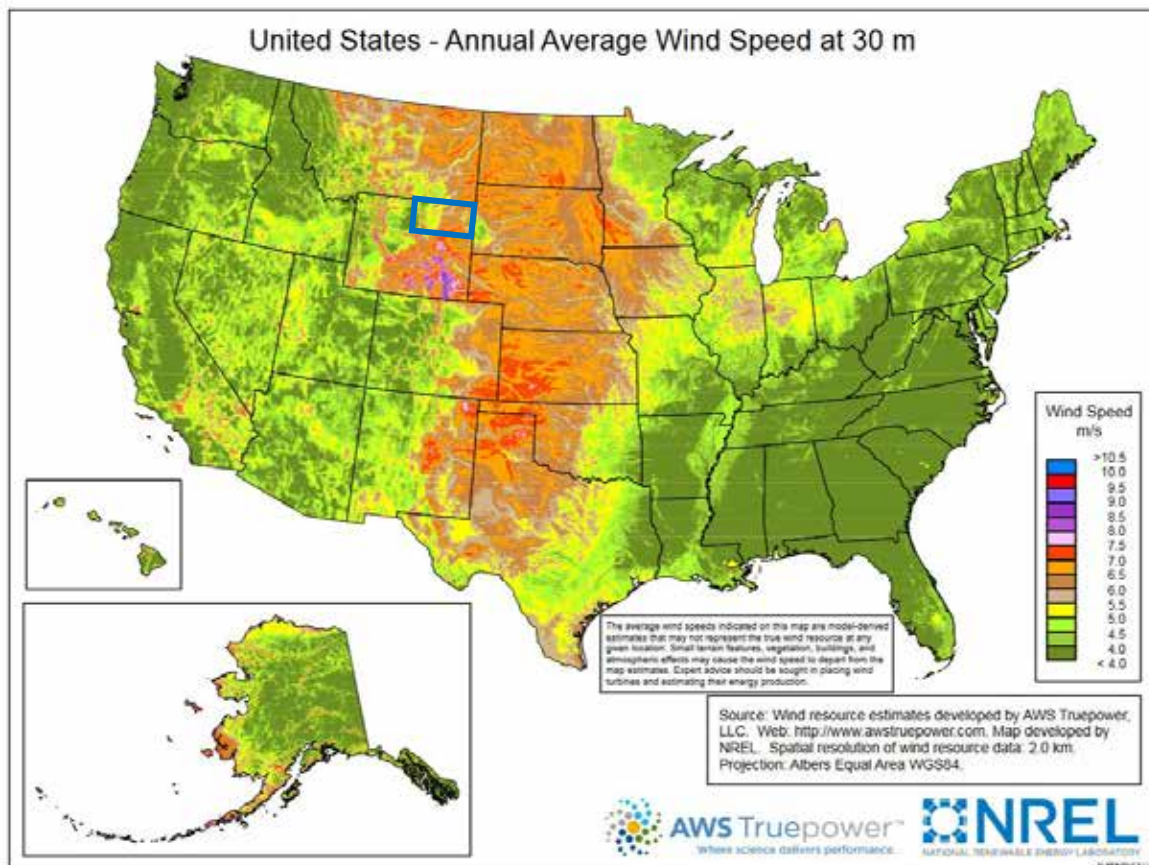 United States - Annual Average Wind Speed at 30 m
Wind Speed
m/s
>10.5
10.0
9.5
9.0
8.5
8.0
7.5
7.0
6.5
6.0
5.5
5.0
4.5
4.0
< 4.0
The average wind speeds indicated on this map are model-derived
estimates that may not represent the true wind resource at any
given location. Small terrain features, vegetation, buildings, and
atmospheric effects may cause the wind speed to depart from the
map estimates. Expert advice should be sought in placing wind
turbines and estimating their energy production.
Source: Wind resource estimates developed by AWS Truepower,
LLC. Web: http://www.awstruepower.com. Map developed by
NREL. Spatial resolution of wind resource data: 2.0 km.
Projection: Albers Equal Area WGS84.
AWS Truepower™
Where science delivers performance.
NREL
NATIONAL RENEWABLE ENERGY LABORATORY